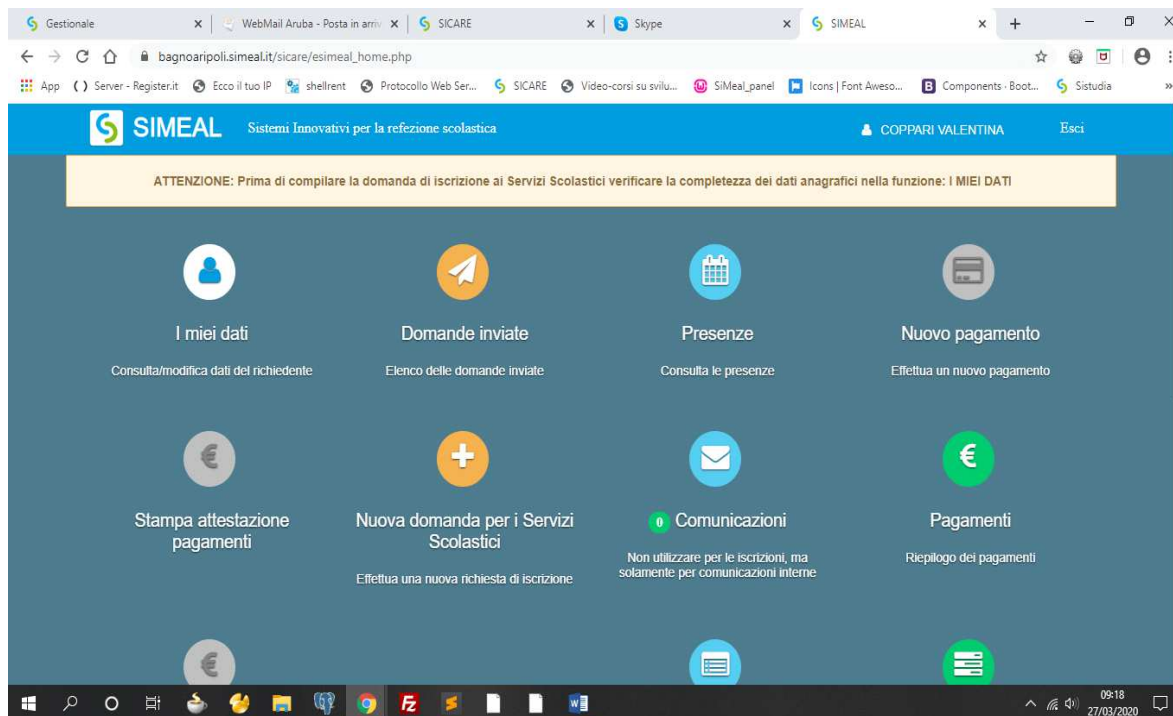 Gestionale
WebMail Aruba - Posta in arriv
SICARE
Skype
SIMEAL
bagnoaripoli.simeal.it/sicare/esimeal_home.php
App
Server - Register.it
Ecco il tuo IP
shellrent
Protocollo Web Ser...
SICARE
Video-corsi su svilu...
SiMeal_panel
Icons | Font Aweso...
B Components · Boot...
Sistudia
»
SIMEAL
Sistemi Innovativi per la refezione scolastica
COPPARI VALENTINA
Esci
ATTENZIONE: Prima di compilare la domanda di iscrizione ai Servizi Scolastici verificare la completezza dei dati anagrafici nella funzione: I MIEI DATI
I miei dati
Consulta/modifica dati del richiedente
Domande inviate
Elenco delle domande inviate
Presenze
Consulta le presenze
Nuovo pagamento
Effettua un nuovo pagamento
€
Stampa attestazione
pagamenti
Nuova domanda per i Servizi
Scolastici
Effettua una nuova richiesta di iscrizione
0 Comunicazioni
Non utilizzare per le iscrizioni, ma
solamente per comunicazioni interne
€
Pagamenti
Riepilogo dei pagamenti
€
09:18
27/03/2020